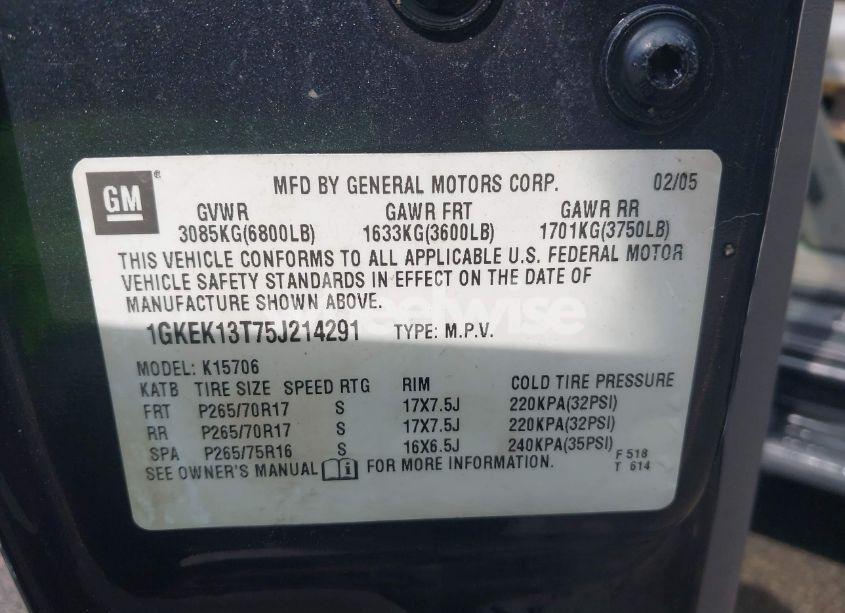 GM
MFD BY GENERAL MOTORS CORP. 02/05
GVWR GAWR FRT GAWR RR
3085KG(6800LB) 1633KG(3600LB) 1701KG(3750LB)
THIS VEHICLE CONFORMS TO ALL APPLICABLE U.S. FEDERAL MOTOR
VEHICLE SAFETY STANDARDS IN EFFECT ON THE DATE OF
MANUFACTURE SHOWN ABOVE.
1GKEK13T75J214291 TYPE: M.P.V.
MODEL: K15706
KATB TIRE SIZE SPEED RTG RIM COLD TIRE PRESSURE
FRT P265/70R17 S 17X7.5J 220KPA(32PSI)
RR P265/70R17 S 17X7.5J 220KPA(32PSI)
SPA P265/75R16 S 16X6.5J 240KPA(35PSI) F 518
T 614
SEE OWNER'S MANUAL FOR MORE INFORMATION.